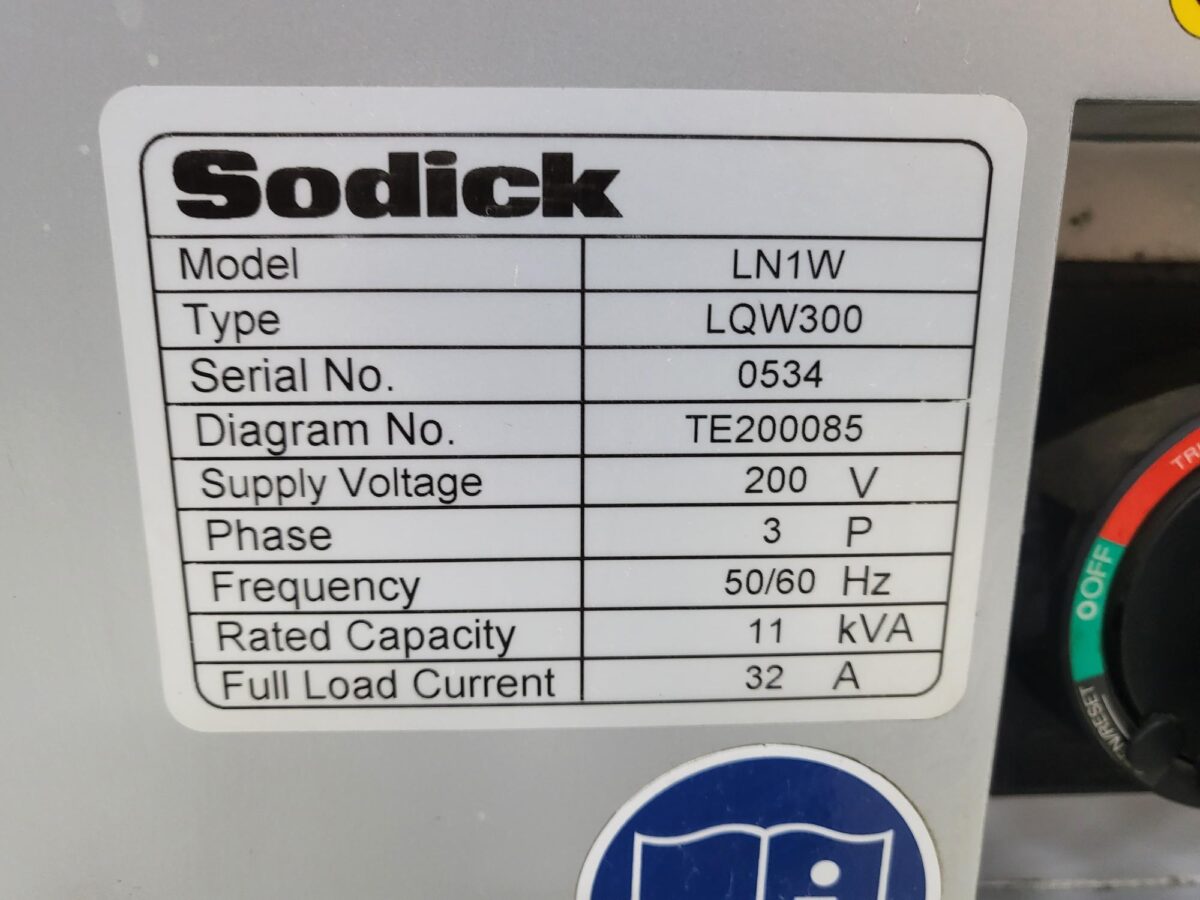 Sodick
Model LN1W
Type LQW300
Serial No. 0534
Diagram No. TE200085
Supply Voltage 200 V
Phase 3 P
Frequency 50/60 Hz
Rated Capacity 11 kVA
Full Load Current 32 A
OFF